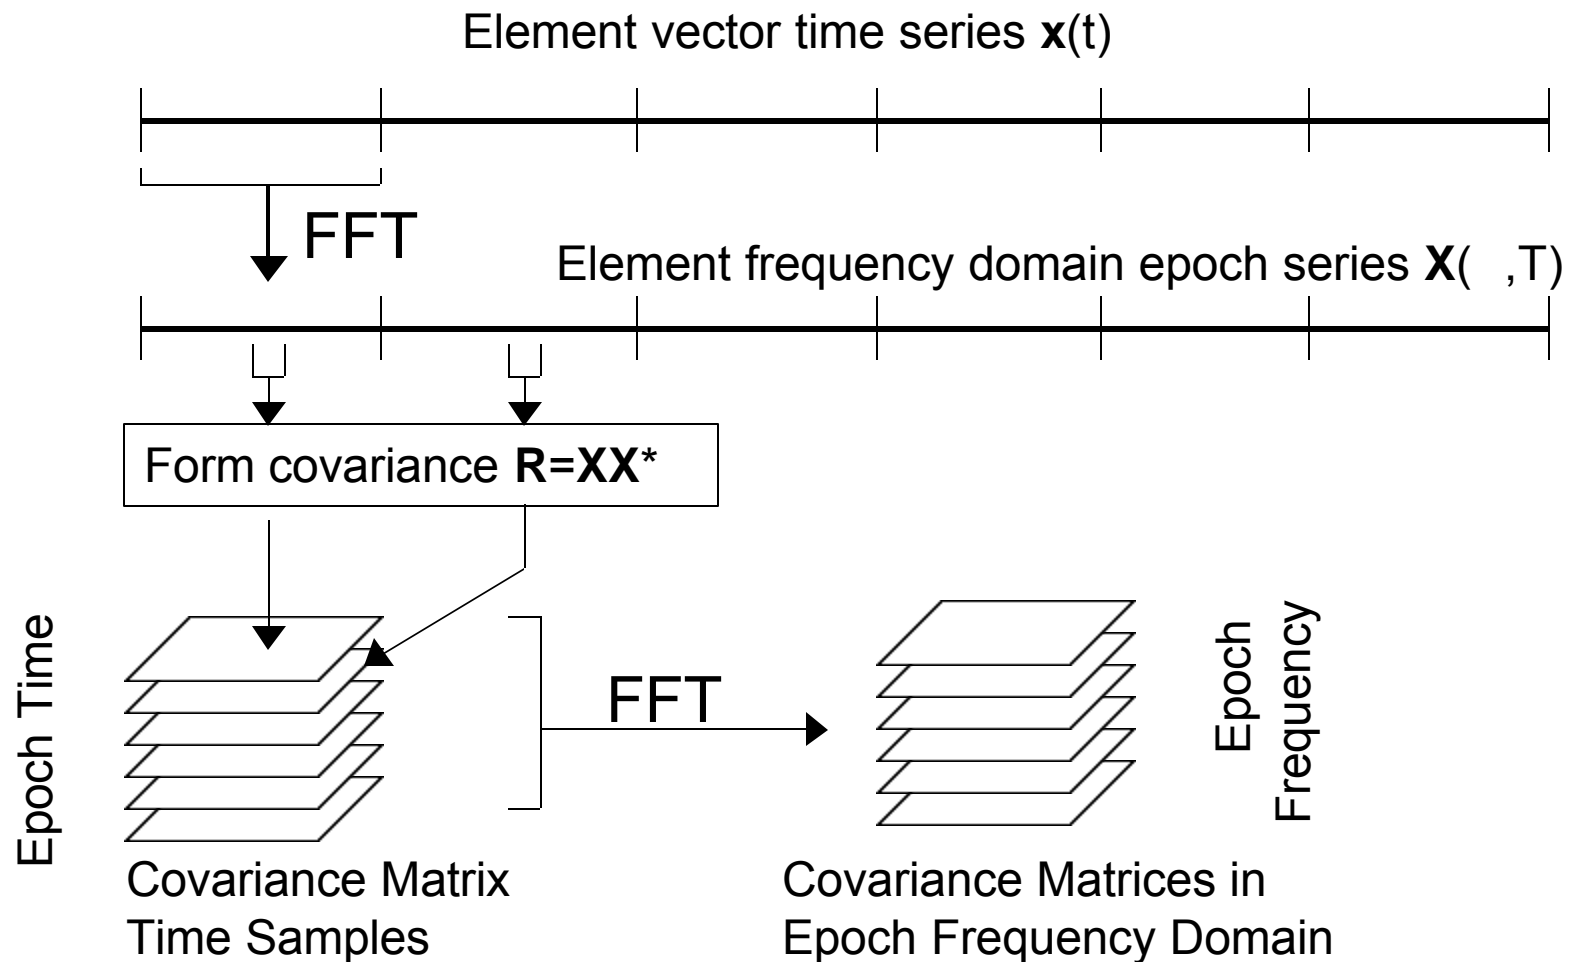 Element vector time series x(t)
FFT
Element frequency domain epoch series X( ,T)
Form covariance R=XX*
Epoch Time
FFT
Epoch
Frequency
Covariance Matrix
Time Samples
Covariance Matrices in
Epoch Frequency Domain